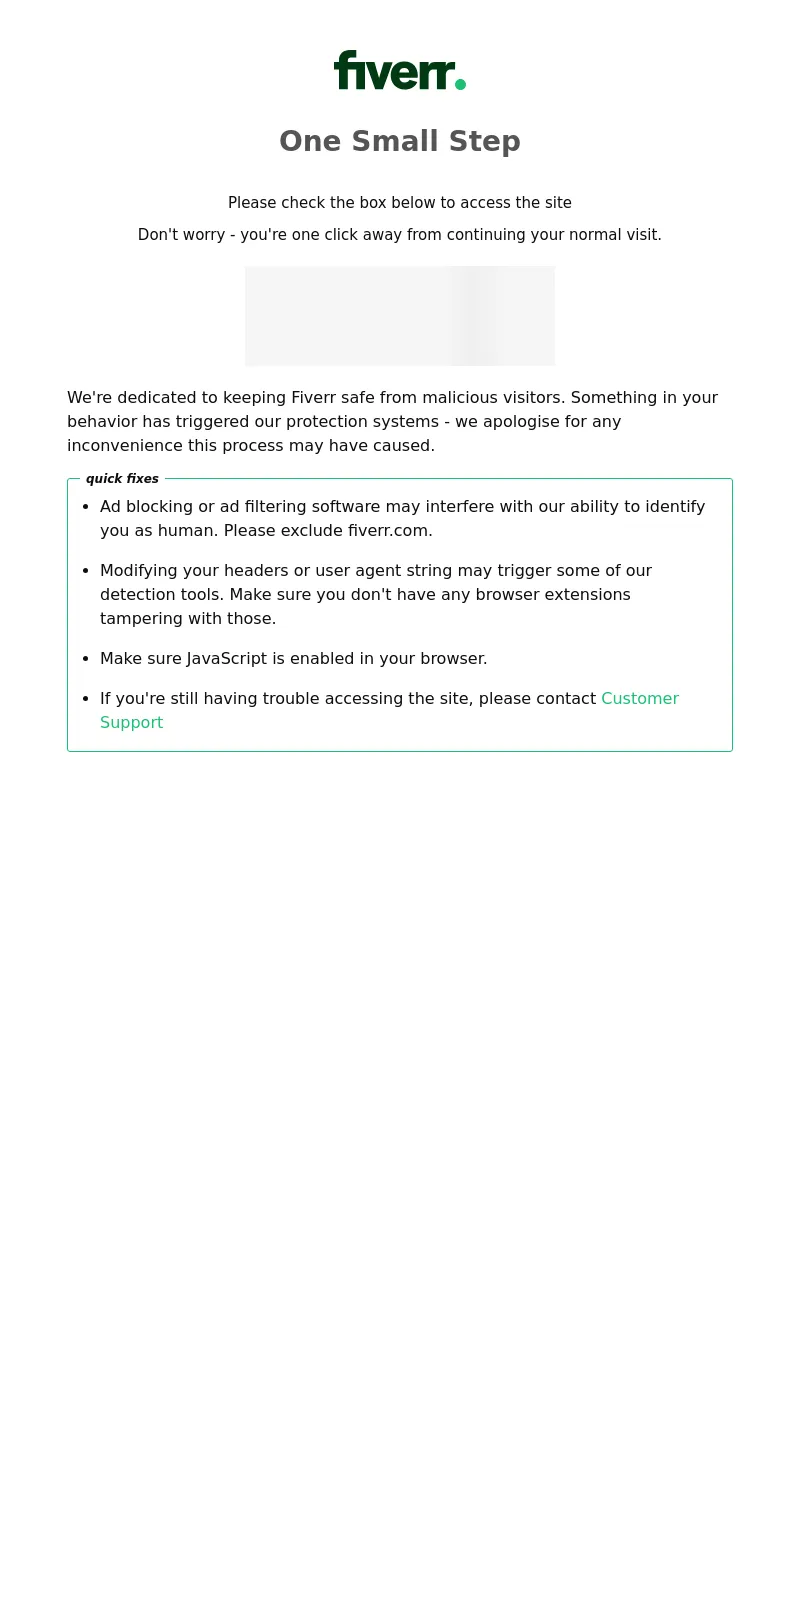 fiverr.
One Small Step
Please check the box below to access the site
Don't worry - you're one click away from continuing your normal visit.
We're dedicated to keeping Fiverr safe from malicious visitors. Something in your
behavior has triggered our protection systems - we apologise for any
inconvenience this process may have caused.
quick fixes
• Ad blocking or ad filtering software may interfere with our ability to identify
you as human. Please exclude fiverr.com.
• Modifying your headers or user agent string may trigger some of our
detection tools. Make sure you don't have any browser extensions
tampering with those.
• Make sure JavaScript is enabled in your browser.
• If you're still having trouble accessing the site, please contact Customer
Support